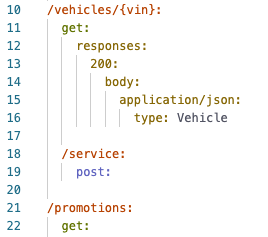 10 /vehicles/{vin}:
11 get:
12 responses:
13 200:
14 body:
15 application/json:
16 type: Vehicle
17
18 /service:
19 post:
20
21 /promotions:
22 get: